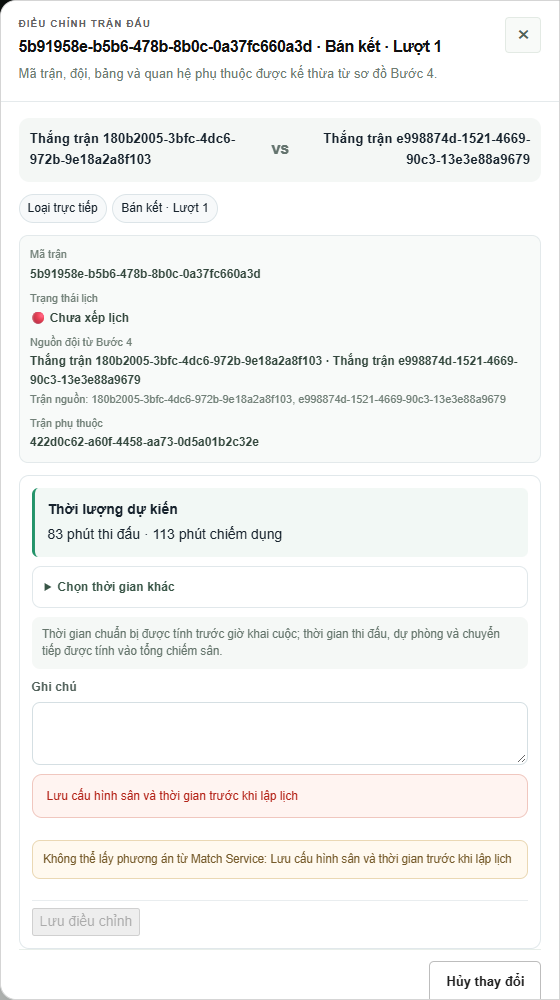 ĐIỀU CHỈNH TRẬN ĐẤU
5b91958e-b5b6-478b-8b0c-0a37fc660a3d · Bán kết · Lượt 1
Mã trận, đội, bảng và quan hệ phụ thuộc được kế thừa từ sơ đồ Bước 4.
×
Thắng trận 180b2005-3bfc-4dc6-
972b-9e18a2a8f103
VS
Thắng trận e998874d-1521-4669-
90c3-13e3e88a9679
Loại trực tiếp
Bán kết · Lượt 1
Mã trận
5b91958e-b5b6-478b-8b0c-0a37fc660a3d
Trạng thái lịch
Chưa xếp lịch
Nguồn đội từ Bước 4
Thắng trận 180b2005-3bfc-4dc6-972b-9e18a2a8f103 · Thắng trận e998874d-1521-4669-
90c3-13e3e88a9679
Trận nguồn: 180b2005-3bfc-4dc6-972b-9e18a2a8f103, e998874d-1521-4669-90c3-13e3e88a9679
Trận phụ thuộc
422d0c62-a60f-4458-aa73-0d5a01b2c32e
Thời lượng dự kiến
83 phút thi đấu · 113 phút chiếm dụng
▶ Chọn thời gian khác
Thời gian chuẩn bị được tính trước giờ khai cuộc; thời gian thi đấu, dự phòng và chuyển
tiếp được tính vào tổng chiếm sân.
Ghi chú
Lưu cấu hình sân và thời gian trước khi lập lịch
Không thể lấy phương án từ Match Service: Lưu cấu hình sân và thời gian trước khi lập lịch
Lưu điều chỉnh
Hủy thay đổi